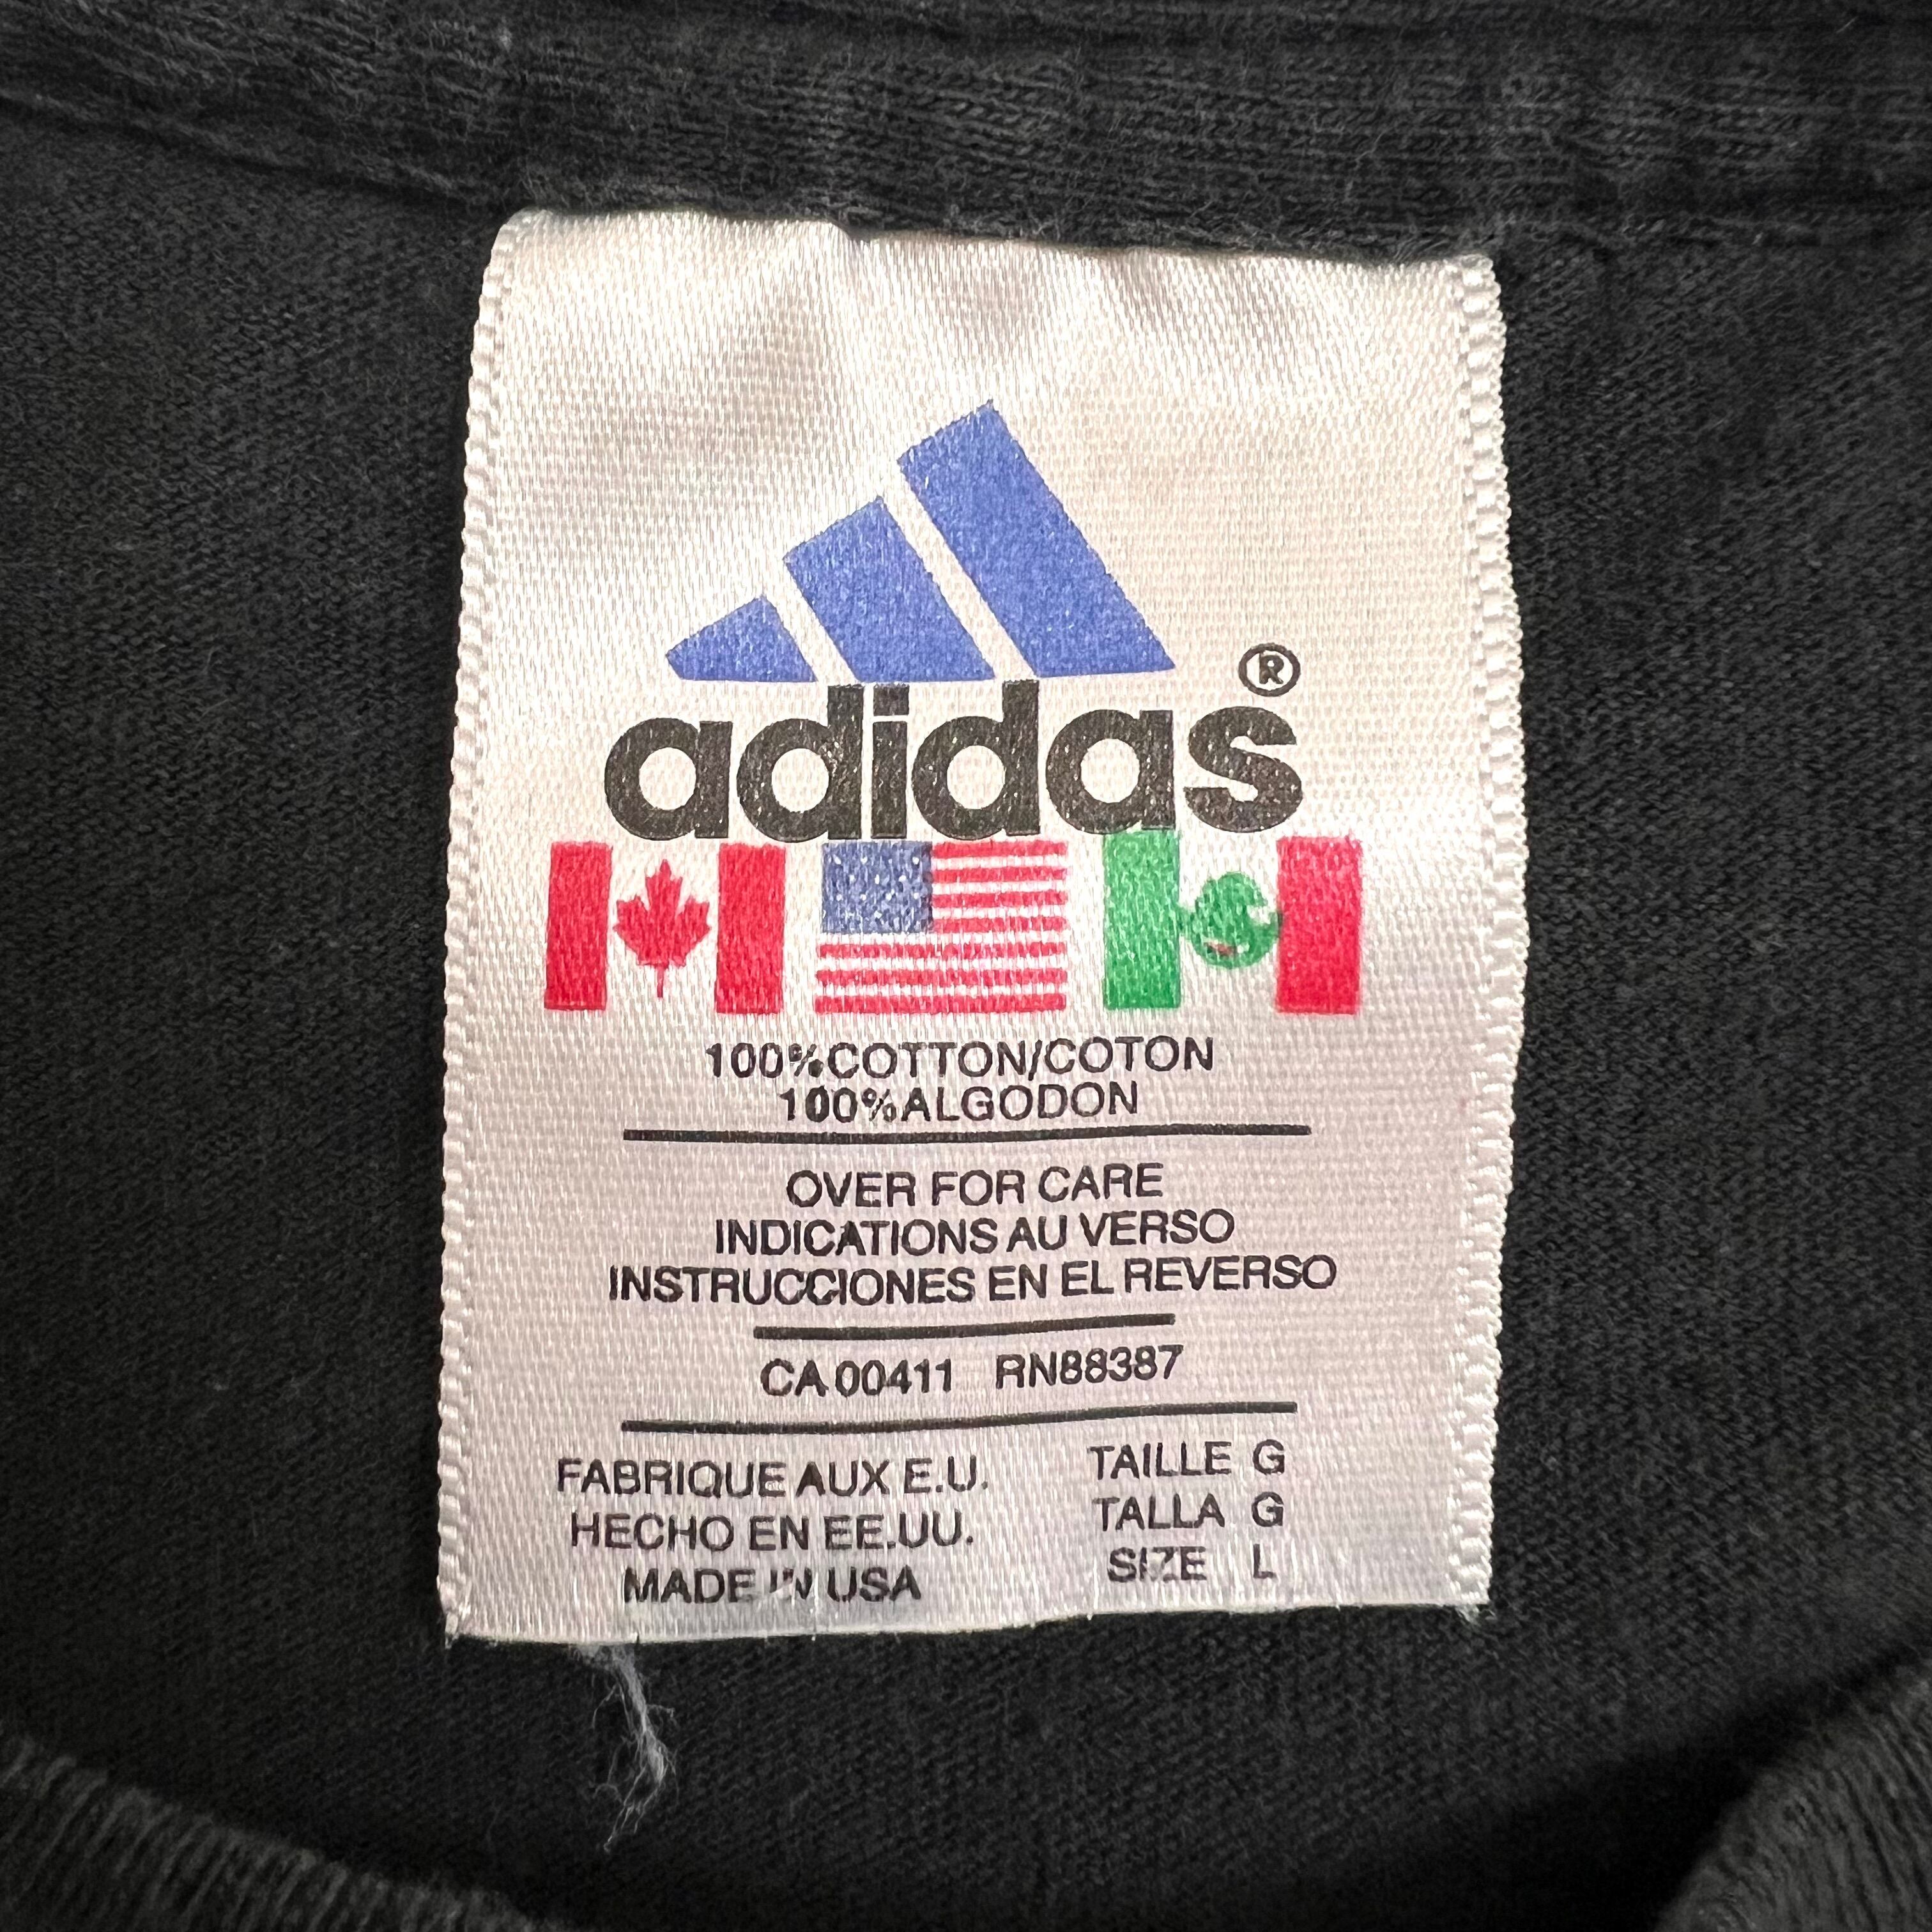 adidas®
100%COTTON/COTON
100%ALGODON
OVER FOR CARE
INDICATIONS AU VERSO
INSTRUCCIONES EN EL REVERSO
CA 00411 RN88387
FABRIQUE AUX E.U. TAILLE G
HECHO EN EE.UU. TALLA G
MADE IN USA SIZE L